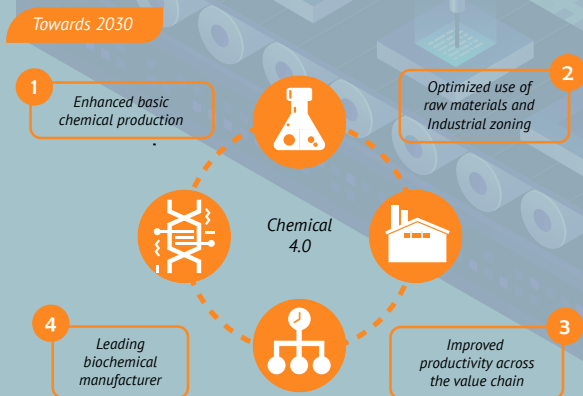 Towards 2030
1
Enhanced basic
chemical production
2
Optimized use of
raw materials and
Industrial zoning
Chemical
4.0
4
Leading
biochemical
manufacturer
3
Improved
productivity across
the value chain